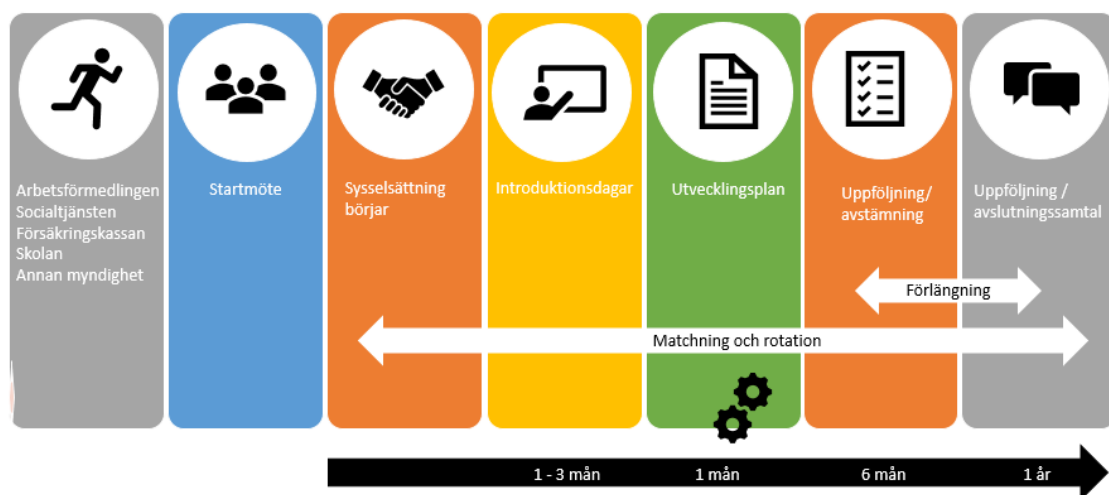 Arbetsförmedlingen
Socialtjänsten
Försäkringskassan
Skolan
Annan myndighet
Startmöte
Sysselsättning
börjar
Introduktionsdagar
Utvecklingsplan
Uppföljning/
avstämning
Uppföljning /
avslutningssamtal
Förlängning
Matchning och rotation
1 - 3 mån
1 mån
6 mån
1 år